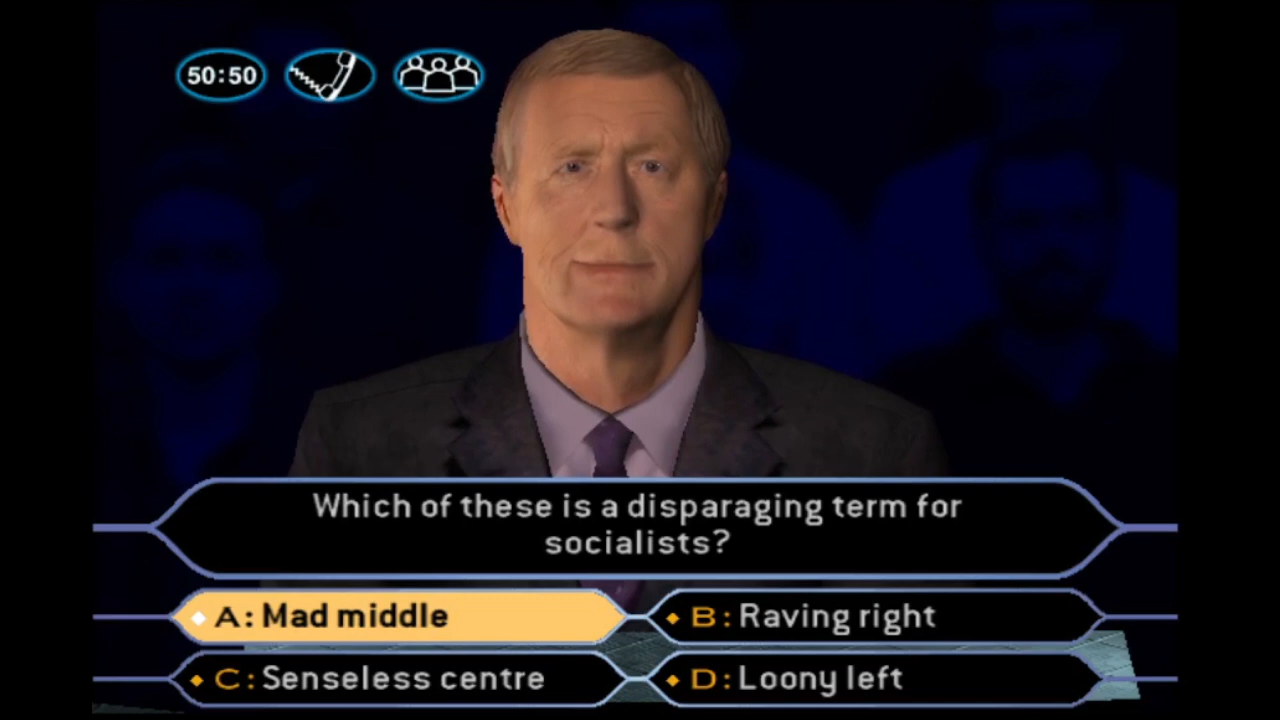 50:50
Which of these is a disparaging term for
socialists?
A: Mad middle
B: Raving right
C: Senseless centre
D: Loony left